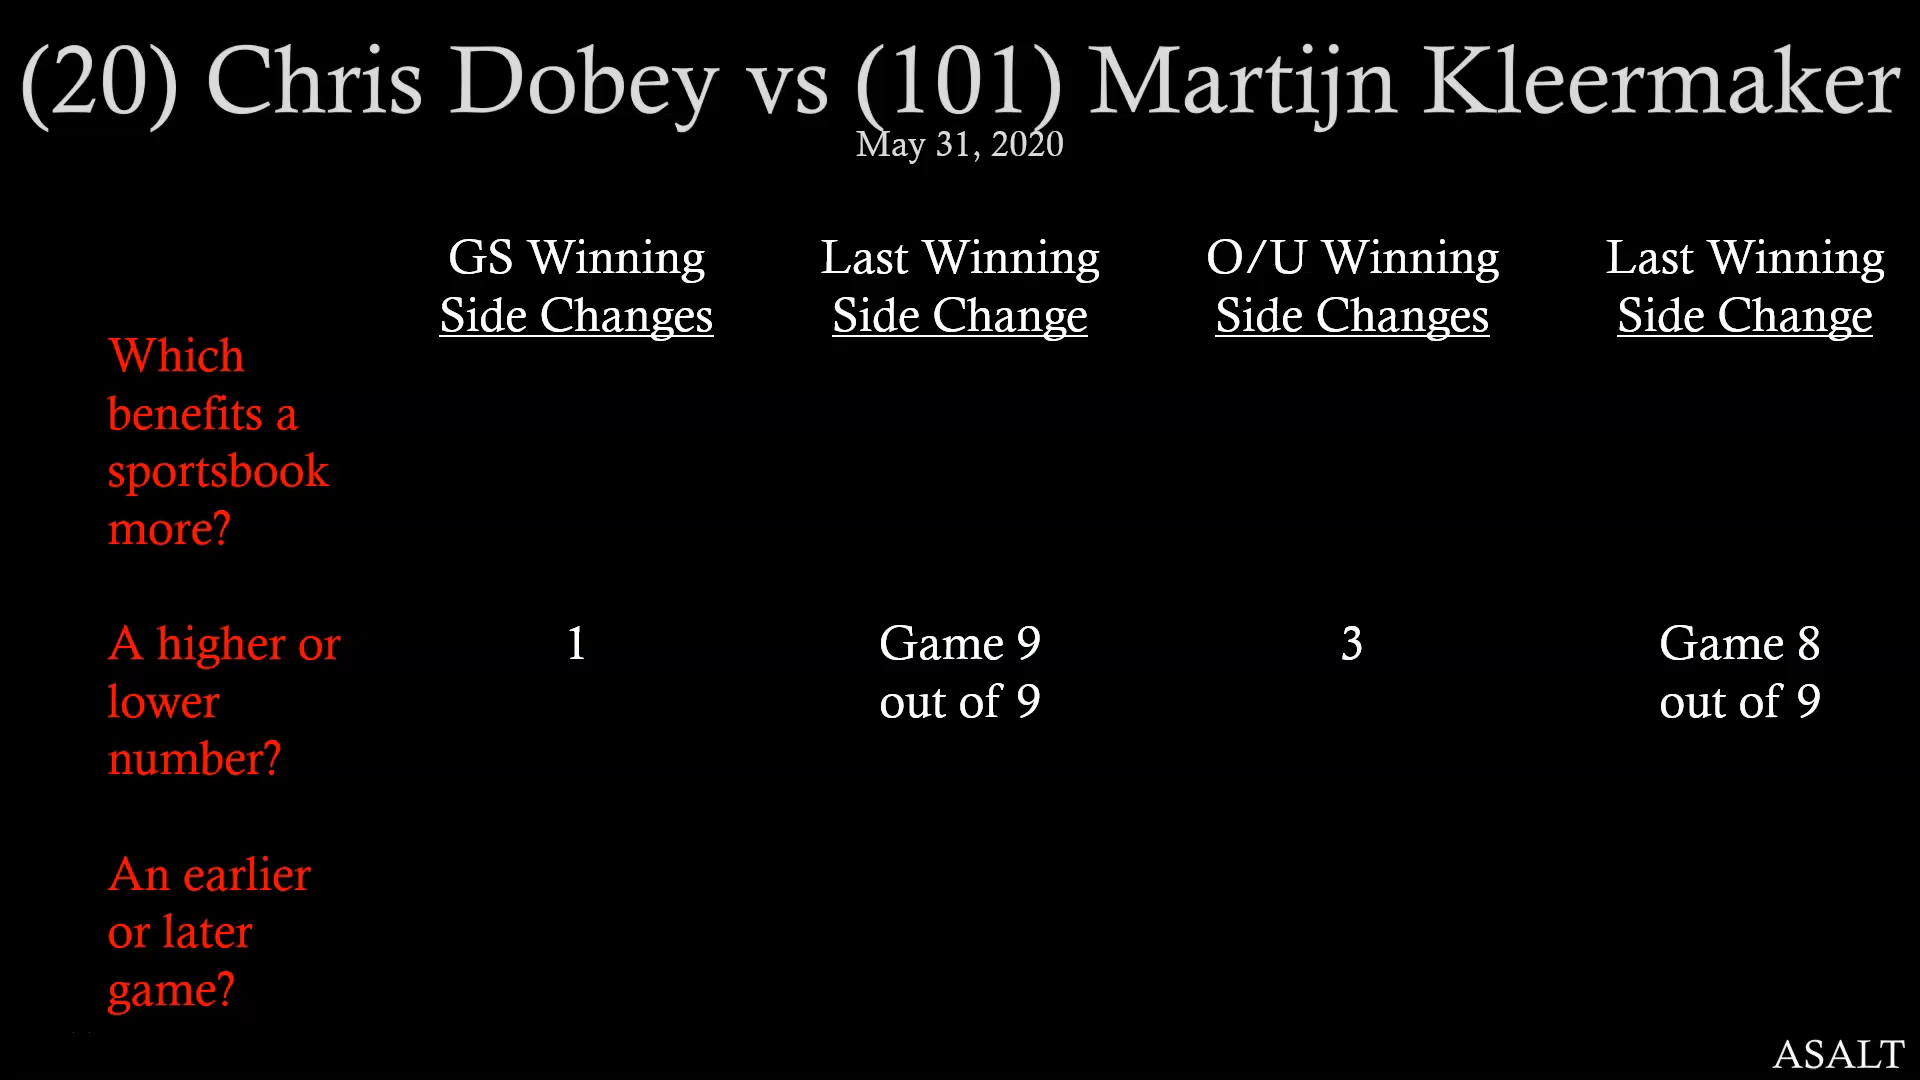 (20) Chris Dobey vs (101) Martijn Kleermaker
May 31, 2020
GS Winning
Side Changes
Last Winning
Side Change
O/U Winning
Side Changes
Last Winning
Side Change
Which
benefits a
sportsbook
more?
A higher or
lower
number?
1
Game 9
out of 9
3
Game 8
out of 9
An earlier
or later
game?
ASALT